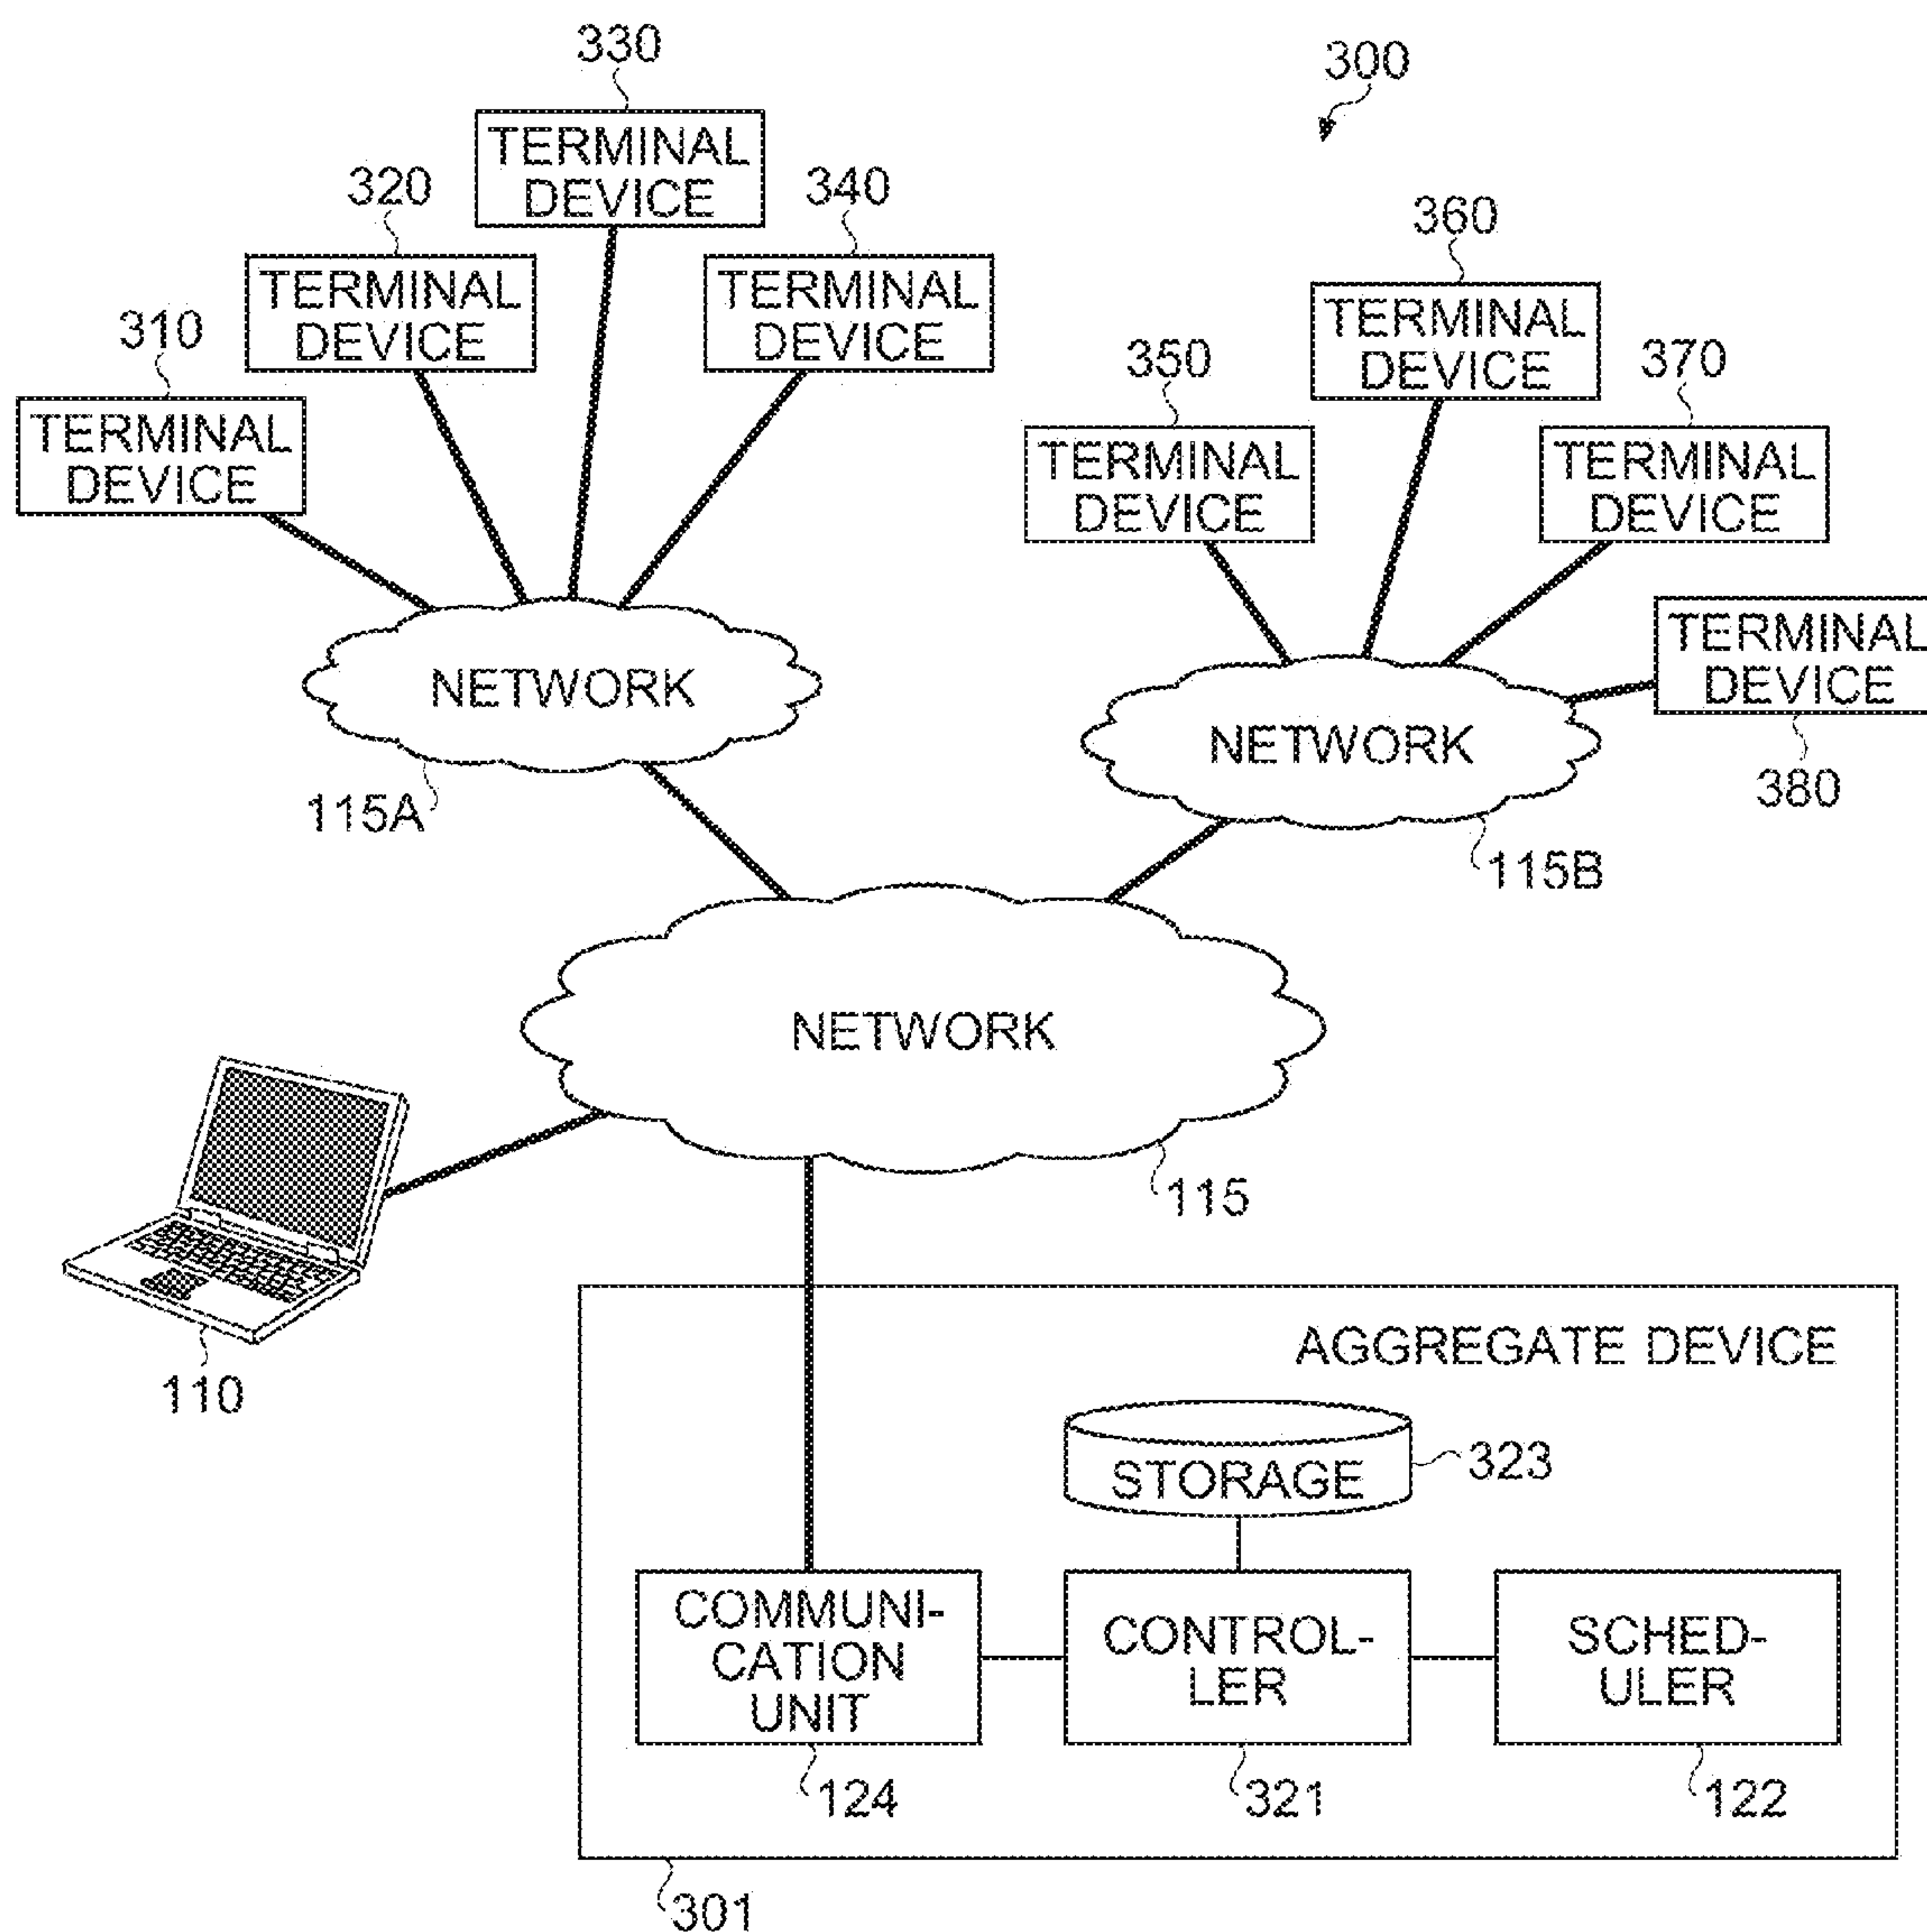 330
300
TERMINAL
DEVICE
320
340
360
TERMINAL
DEVICE
TERMINAL
DEVICE
TERMINAL
DEVICE
310
350
370
TERMINAL
DEVICE
TERMINAL
DEVICE
TERMINAL
DEVICE
TERMINAL
DEVICE
NETWORK
NETWORK
380
115A
115B
NETWORK
115
110
AGGREGATE DEVICE
STORAGE
323
COMMUNI-
CATION
UNIT
CONTROL-
LER
SCHED-
ULER
124
321
122
301